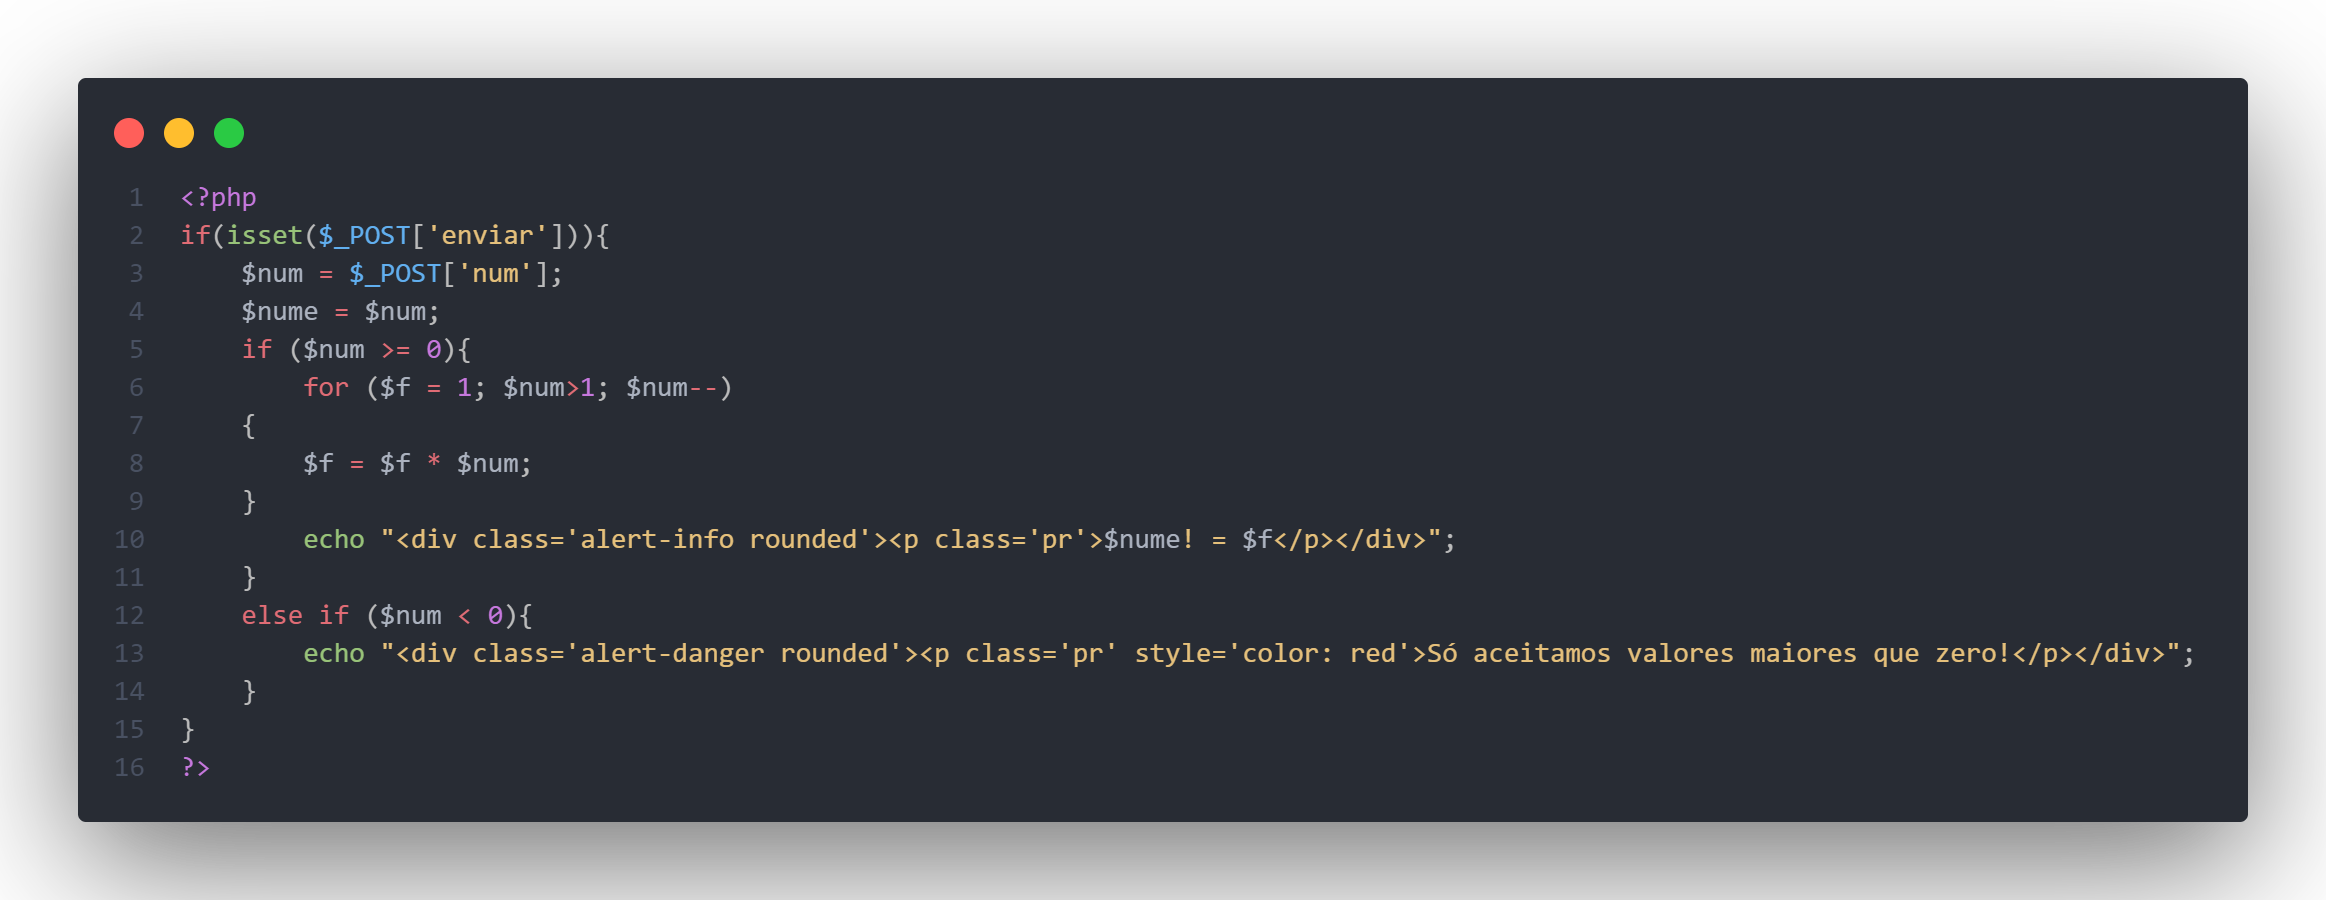 1 <?php
2 if(isset($_POST['enviar'])){
3     $num = $_POST['num'];
4     $nume = $num;
5     if ($num >= 0){
6         for ($f = 1; $num>1; $num--)
7     {
8         $f = $f * $num;
9     }
10         echo "<div class='alert-info rounded'><p class='pr'>$nume! = $f</p></div>";
11     }
12     else if ($num < 0){
13         echo "<div class='alert-danger rounded'><p class='pr' style='color: red'>Só aceitamos valores maiores que zero!</p></div>";
14     }
15 }
16 ?>